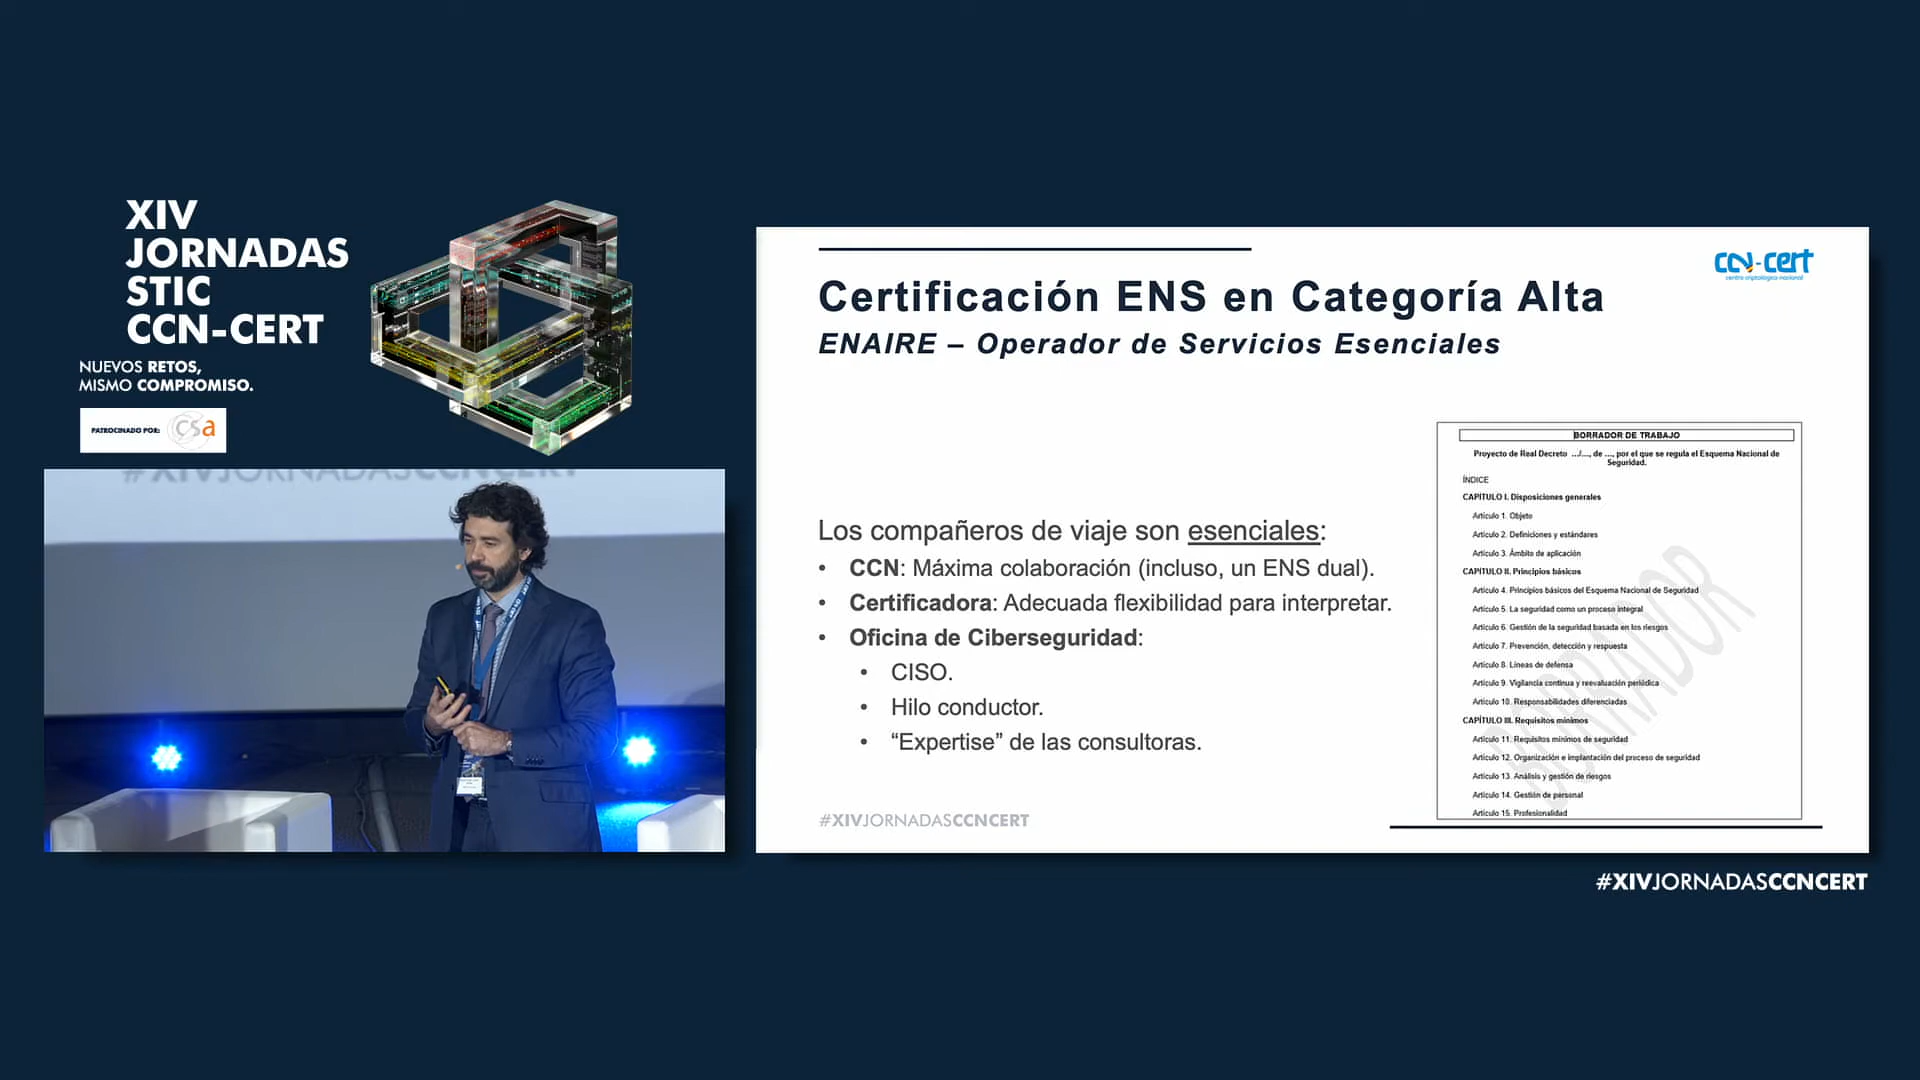 XIV
JORNADAS
STIC
CCN-CERT
NUEVOS RETOS,
MISMO COMPROMISO.
PATROCINADO POR: csa
#XIVJORNADASCCNCERT
ccn-cert
centro criptológico nacional
Certificación ENS en Categoría Alta
ENAIRE – Operador de Servicios Esenciales
Los compañeros de viaje son esenciales:
• CCN: Máxima colaboración (incluso, un ENS dual).
• Certificadora: Adecuada flexibilidad para interpretar.
• Oficina de Ciberseguridad:
• CISO.
• Hilo conductor.
• “Expertise” de las consultoras.
BORRADOR DE TRABAJO
Proyecto de Real Decreto .../..., de ..., por el que se regula el Esquema Nacional de
Seguridad.
ÍNDICE
CAPÍTULO I. Disposiciones generales
Artículo 1. Objeto
Artículo 2. Definiciones y estándares
Artículo 3. Ámbito de aplicación
CAPÍTULO II. Principios básicos
Artículo 4. Principios básicos del Esquema Nacional de Seguridad
Artículo 5. La seguridad como un proceso integral
Artículo 6. Gestión de la seguridad basada en los riesgos
Artículo 7. Prevención, detección y respuesta
Artículo 8. Líneas de defensa
Artículo 9. Vigilancia continua y reevaluación periódica
Artículo 10. Responsabilidades diferenciadas
CAPÍTULO III. Requisitos mínimos
Artículo 11. Requisitos mínimos de seguridad
Artículo 12. Organización e implantación del proceso de seguridad
Artículo 13. Análisis y gestión de riesgos
Artículo 14. Gestión de personal
Artículo 15. Profesionalidad
BORRADOR
#XIVJORNADASCCNCERT
#XIVJORNADASCCNCERT